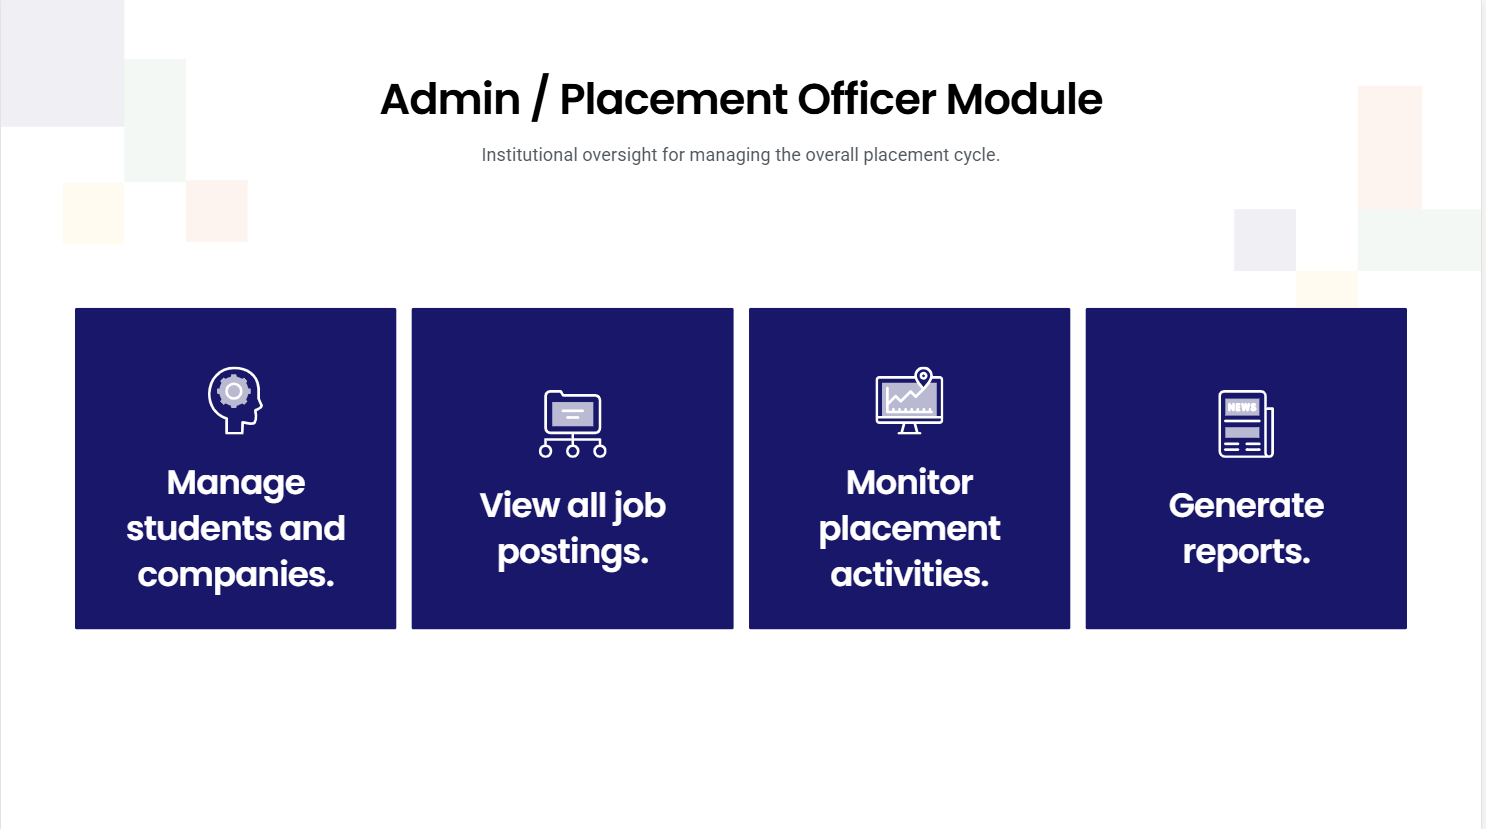 Admin / Placement Officer Module
Institutional oversight for managing the overall placement cycle.
Manage
students and
companies.
View all job
postings.
Monitor
placement
activities.
NEWS
Generate
reports.